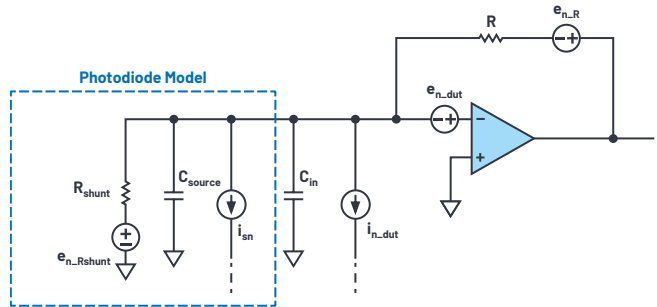 e_n_R
R
Photodiode Model
e_n_dut
R_shunt
C_source
C_in
i_sn
i_n_dut
e_n_Rshunt